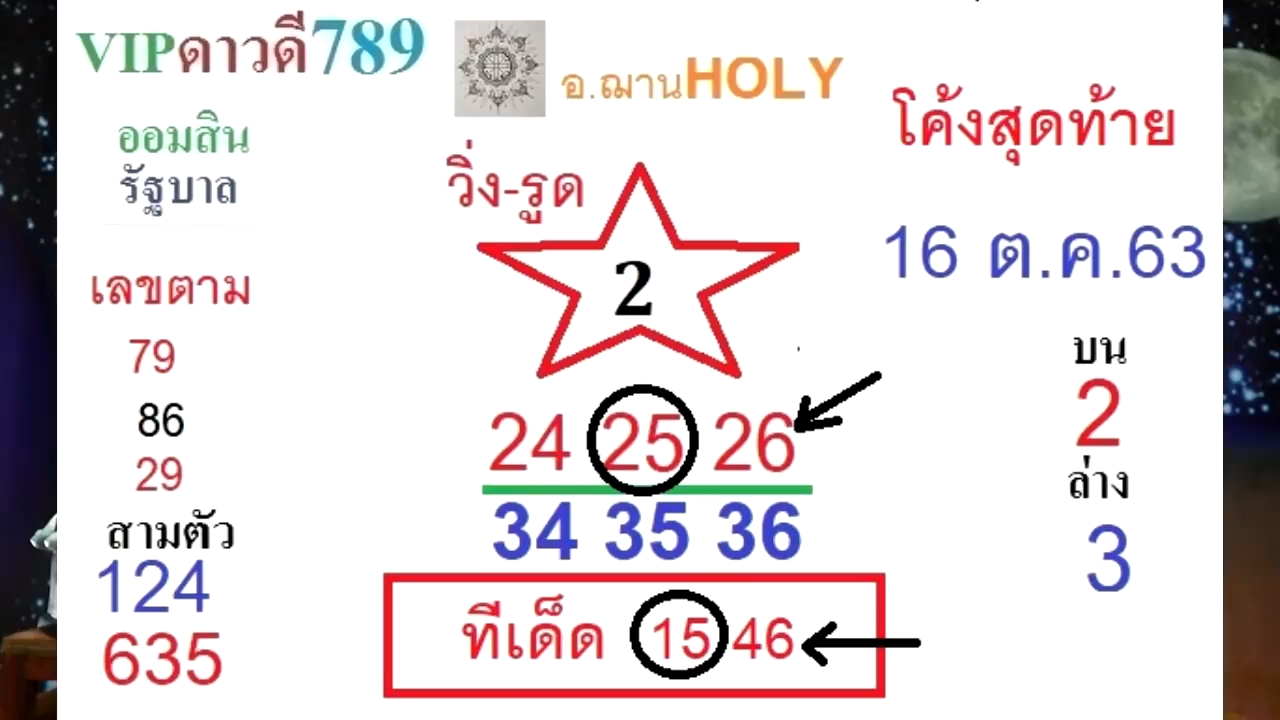 VIPดาวดี789
อ.ฌานHOLY
ออมสิน
รัฐบาล
โค้งสุดท้าย
16 ต.ค.63
วิ่ง-รูด
2
เลขตาม
79
86
29
สามตัว
124
635
24 25 26
34 35 36
ทีเด็ด 15 46
บน
2
ล่าง
3